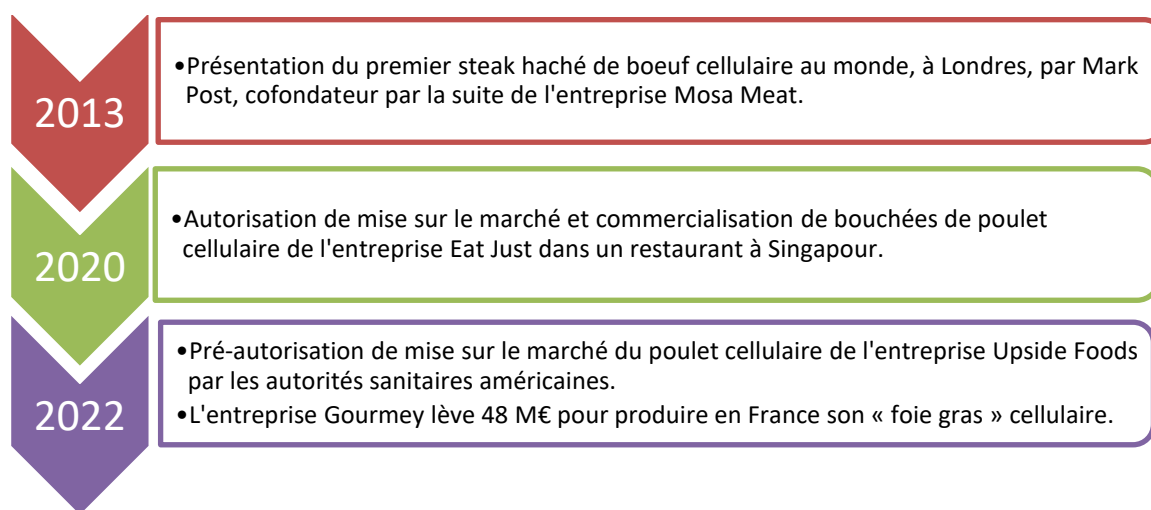 2013
•Présentation du premier steak haché de boeuf cellulaire au monde, à Londres, par Mark
Post, cofondateur par la suite de l'entreprise Mosa Meat.
2020
•Autorisation de mise sur le marché et commercialisation de bouchées de poulet
cellulaire de l'entreprise Eat Just dans un restaurant à Singapour.
2022
•Pré-autorisation de mise sur le marché du poulet cellulaire de l'entreprise Upside Foods
par les autorités sanitaires américaines.
•L'entreprise Gourmey lève 48 M€ pour produire en France son « foie gras » cellulaire.